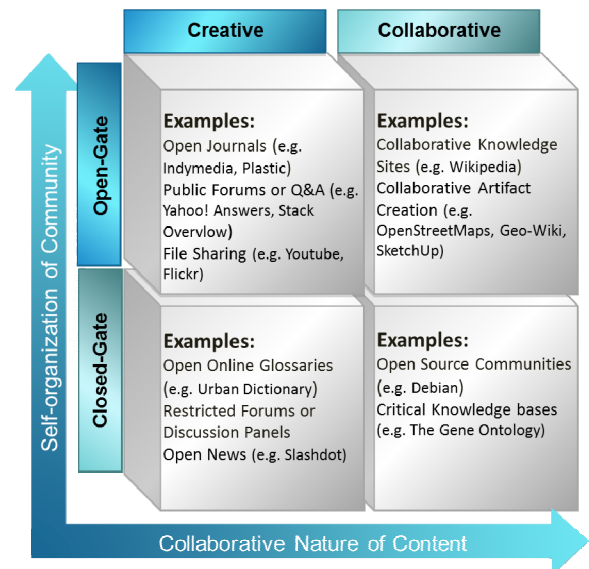 Creative
Collaborative
Self-organization of Community
Open-Gate
Examples:
Open Journals (e.g.
Indymedia, Plastic)
Public Forums or Q&A (e.g.
Yahoo! Answers, Stack
Overvlow)
File Sharing (e.g. Youtube,
Flickr)
Examples:
Collaborative Knowledge
Sites (e.g. Wikipedia)
Collaborative Artifact
Creation (e.g.
OpenStreetMaps, Geo-Wiki,
SketchUp)
Closed-Gate
Examples:
Open Online Glossaries
(e.g. Urban Dictionary)
Restricted Forums or
Discussion Panels
Open News (e.g. Slashdot)
Examples:
Open Source Communities
(e.g. Debian)
Critical Knowledge bases
(e.g. The Gene Ontology)
Collaborative Nature of Content